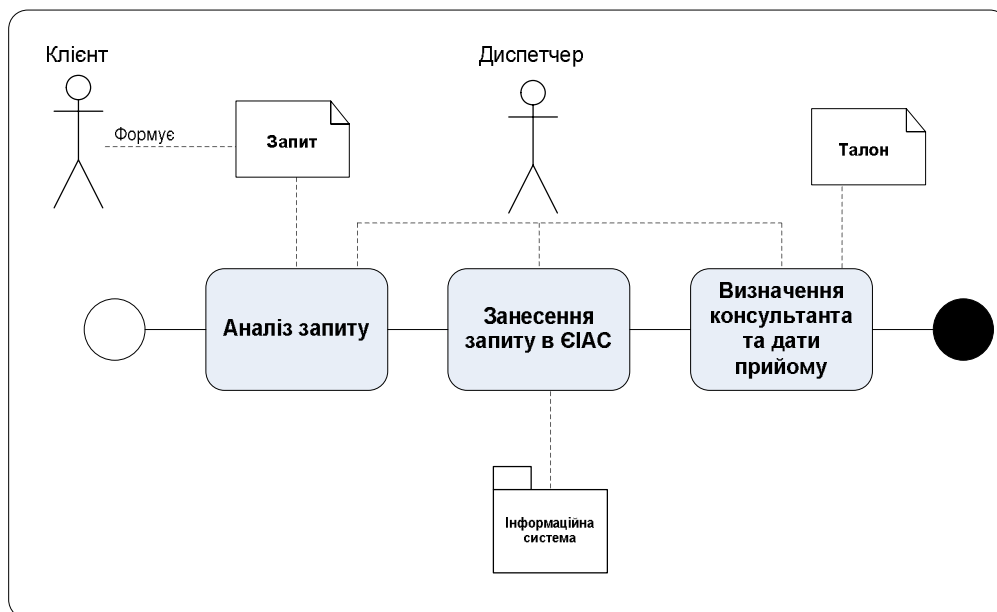 Клієнт
Диспетчер
Формує
Запит
Талон
Аналіз запиту
Занесення
запиту в ЄІАС
Визначення
консультанта
та дати
прийому
Інформаційна
система